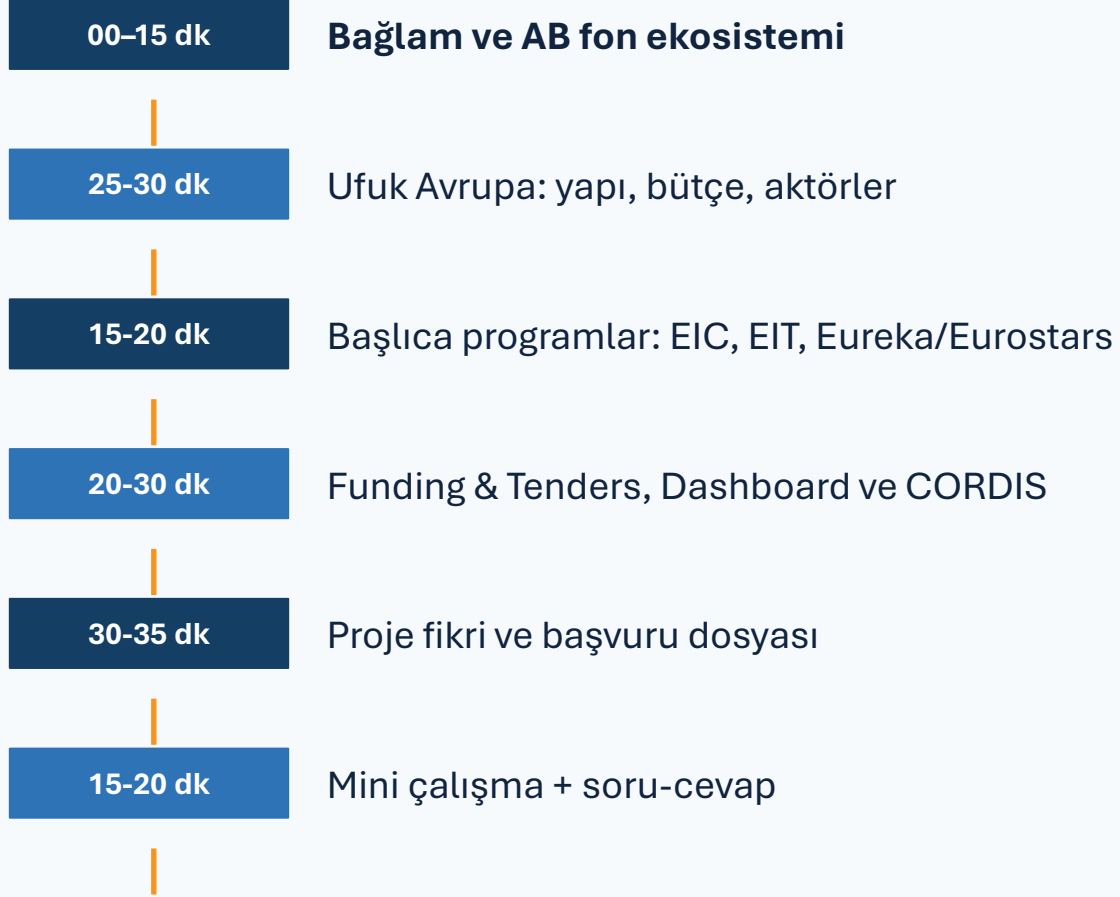 00–15 dk
Bağlam ve AB fon ekosistemi
25-30 dk
Ufuk Avrupa: yapı, bütçe, aktörler
15-20 dk
Başlıca programlar: EIC, EIT, Eureka/Eurostars
20-30 dk
Funding & Tenders, Dashboard ve CORDIS
30-35 dk
Proje fikri ve başvuru dosyası
15-20 dk
Mini çalışma + soru-cevap